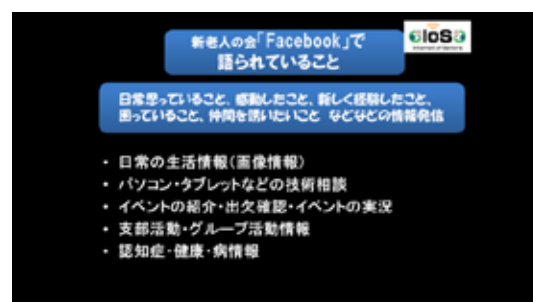 新老人の会「Facebook」で
語られていること
IoSの
日常思っていること、感動したこと、新しく経験したこと、
困っていること、仲間を誘いたいこと などなどの情報発信
・ 日常の生活情報(画像情報)
・ パソコン・タブレットなどの技術相談
・ イベントの紹介・出欠確認・イベントの実況
・ 支部活動・グループ活動情報
・ 認知症・健康・病情報